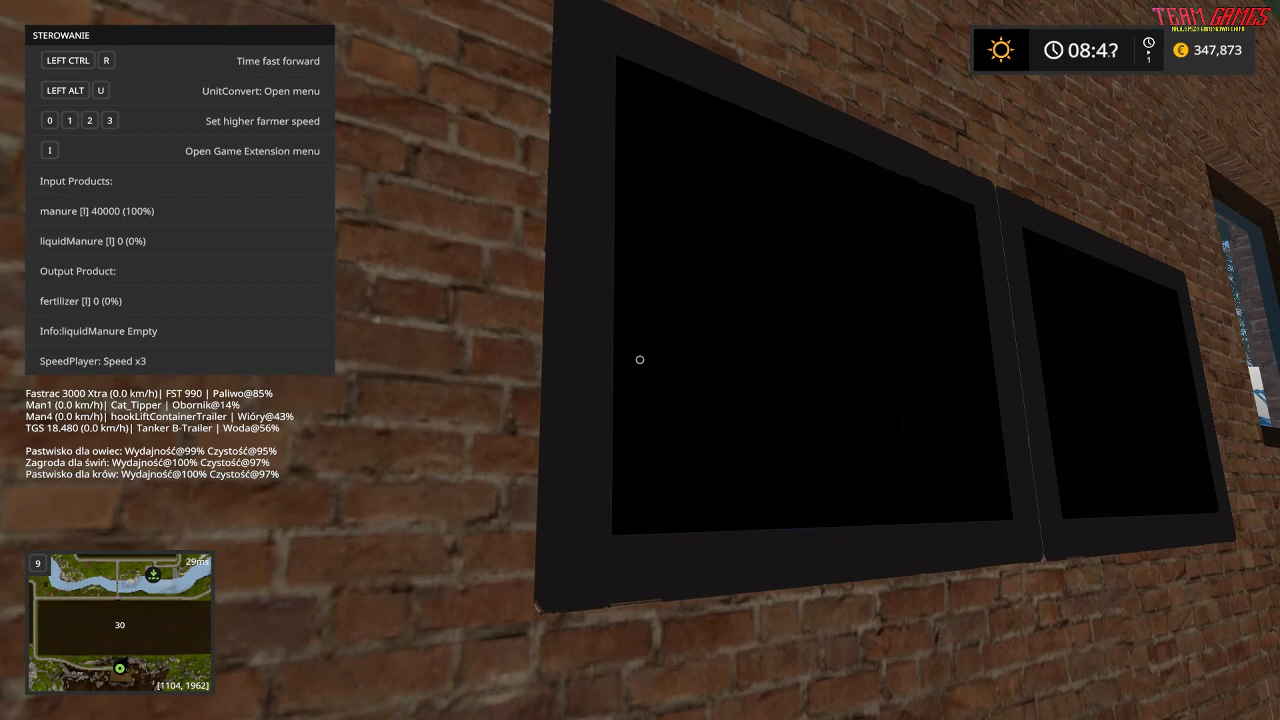 STEROWANIE
LEFT CTRL R Time fast forward
LEFT ALT U UnitConvert: Open menu
0 1 2 3 Set higher farmer speed
I Open Game Extension menu
Input Products:
manure [l] 40000 (100%)
liquidManure [l] 0 (0%)
Output Product:
fertilizer [l] 0 (0%)
Info:liquidManure Empty
SpeedPlayer: Speed x3
Fastrac 3000 Xtra (0.0 km/h)| FST 990 | Paliwo@85%
Man1 (0.0 km/h)| Cat_Tipper | Obornik@14%
Man4 (0.0 km/h)| hookLiftContainerTrailer | Wióry@43%
TGS 18.480 (0.0 km/h)| Tanker B-Trailer | Woda@56%
Pastwisko dla owiec: Wydajność@99% Czystość@95%
Zagroda dla świń: Wydajność@100% Czystość@97%
Pastwisko dla krów: Wydajność@100% Czystość@97%
9
29ms
30
[1104, 1962]
TEAM GAMES
08:4?
1
347,873